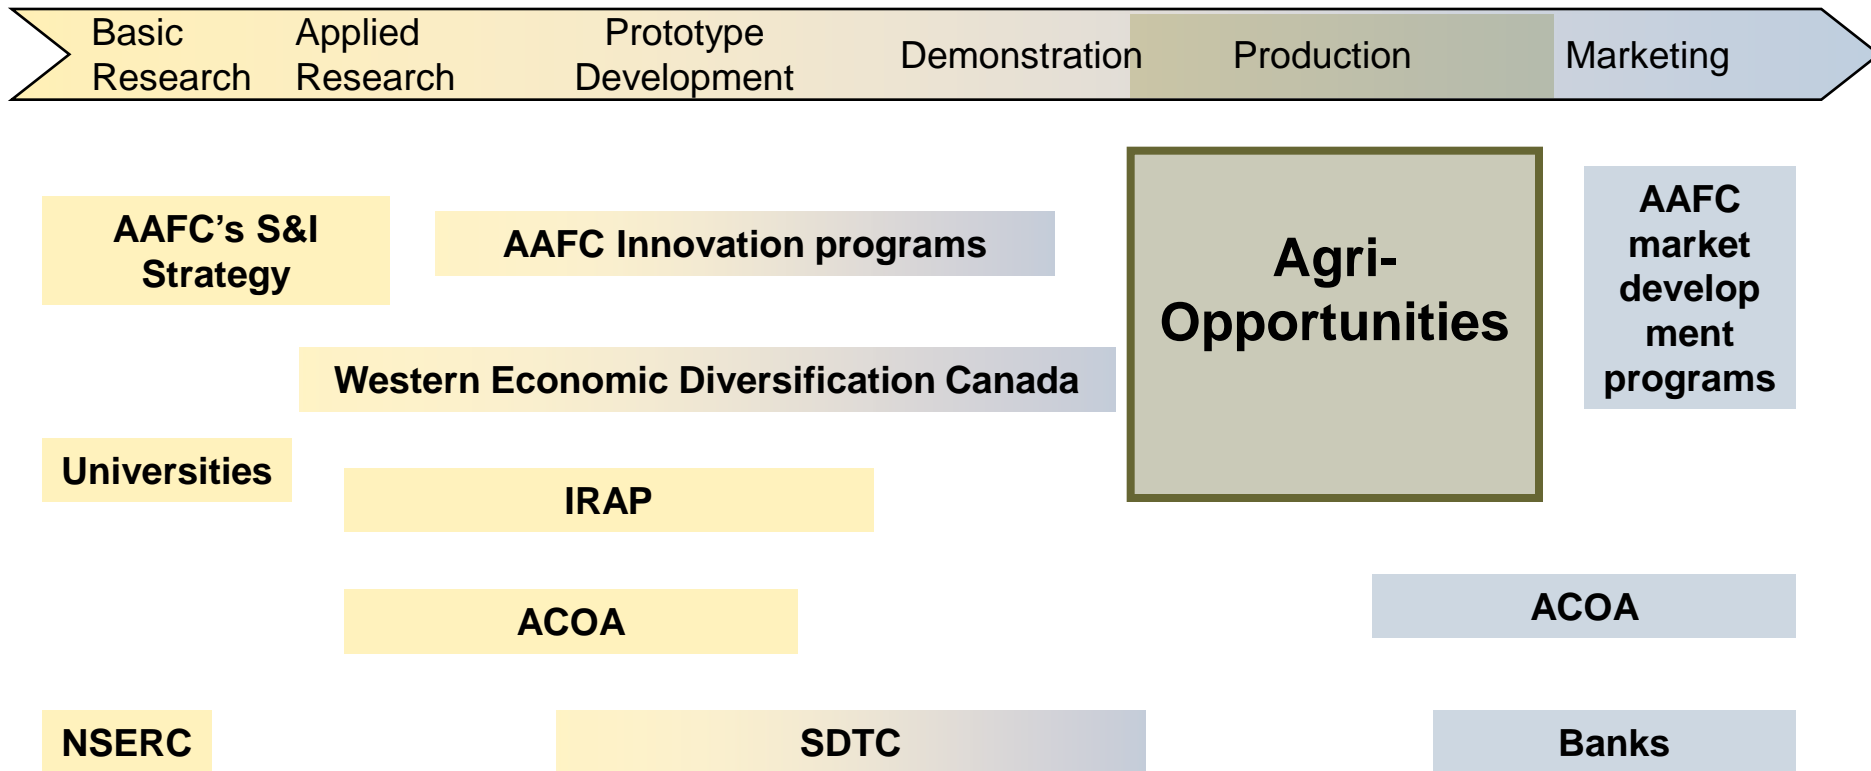 Basic
Research
Applied
Research
Prototype
Development
Demonstration
Production
Marketing
AAFC’s S&I
Strategy
AAFC Innovation programs
Agri-
Opportunities
AAFC
market
develop
ment
programs
Western Economic Diversification Canada
Universities
IRAP
ACOA
ACOA
NSERC
SDTC
Banks